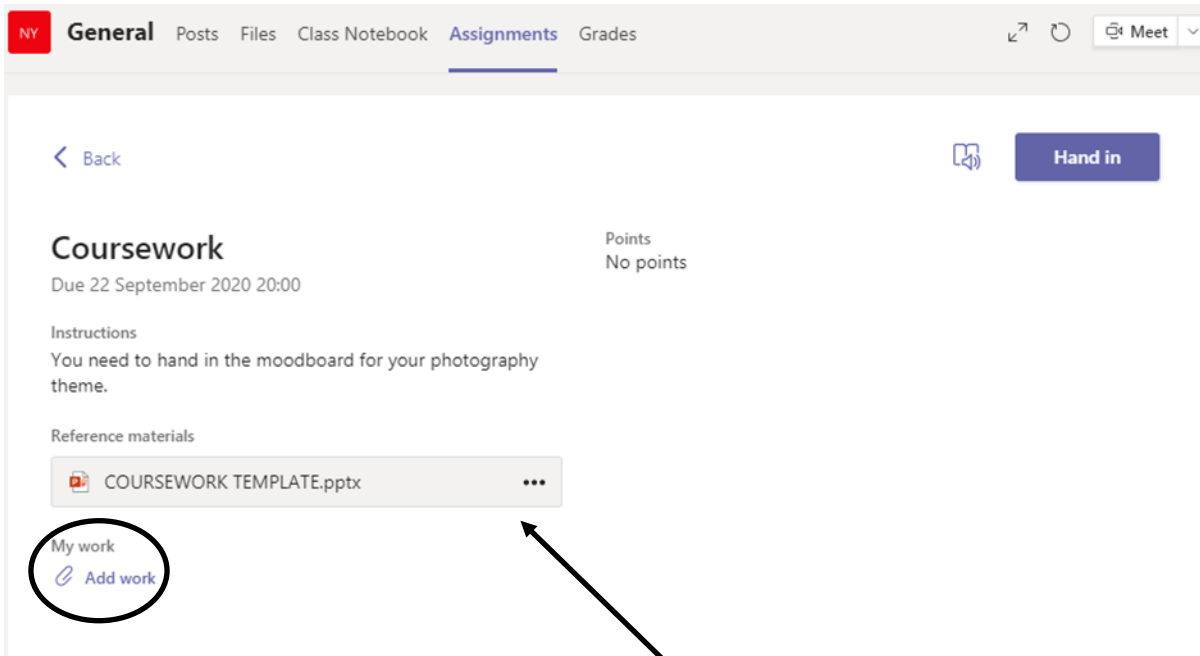 NY General Posts Files Class Notebook Assignments Grades Meet
Back
Hand in
Coursework
Due 22 September 2020 20:00
Points
No points
Instructions
You need to hand in the moodboard for your photography
theme.
Reference materials
COURSEWORK TEMPLATE.pptx
My work
Add work